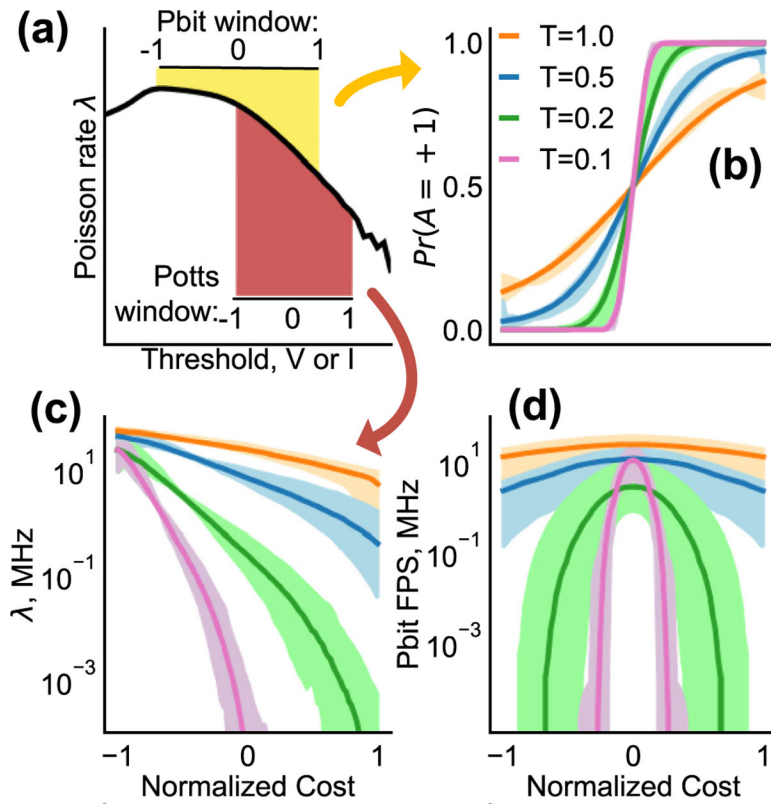 (a)
Pbit window:
-1 0 1
Poisson rate λ
Potts
window:
-1 0 1
Threshold, V or I
(b)
1.0
0.5
0.0
Pr(A = +1)
T=1.0
T=0.5
T=0.2
T=0.1
(c)
10¹
10⁻¹
10⁻³
λ, MHz
−1 0 1
Normalized Cost
(d)
10¹
10⁻¹
10⁻³
Pbit FPS, MHz
−1 0 1
Normalized Cost